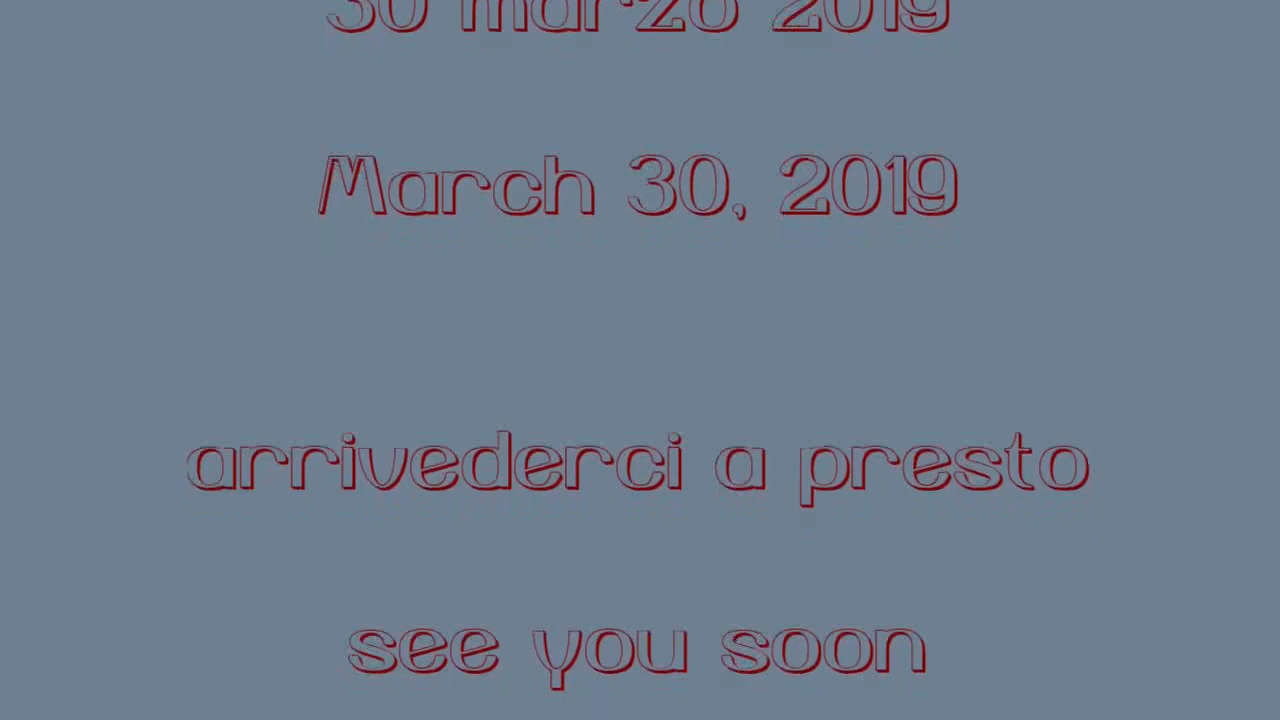 30 marzo 2019
March 30, 2019
arrivederci a presto
see you soon